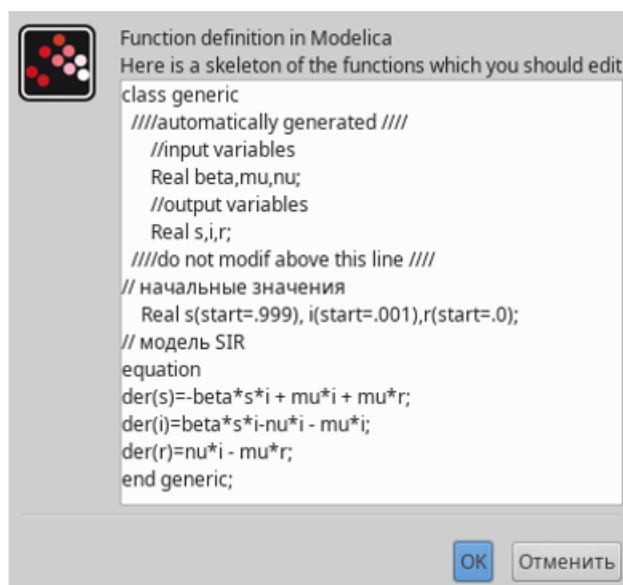 Function definition in Modelica
Here is a skeleton of the functions which you should edit
class generic
////automatically generated ////
//input variables
Real beta,mu,nu;
//output variables
Real s,i,r;
////do not modif above this line ////
// начальные значения
Real s(start=.999), i(start=.001),r(start=.0);
// модель SIR
equation
der(s)=-beta*s*i + mu*i + mu*r;
der(i)=beta*s*i-nu*i - mu*i;
der(r)=nu*i - mu*r;
end generic;
OK
Отменить